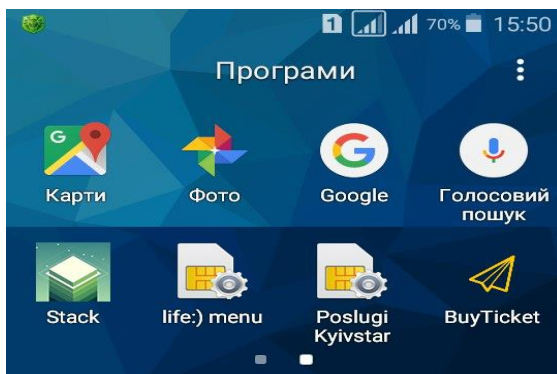 1 70% 15:50
Програми
G
Карти Фото Google Голосовий
пошук
Stack life:) menu Poslugi BuyTicket
Kyivstar